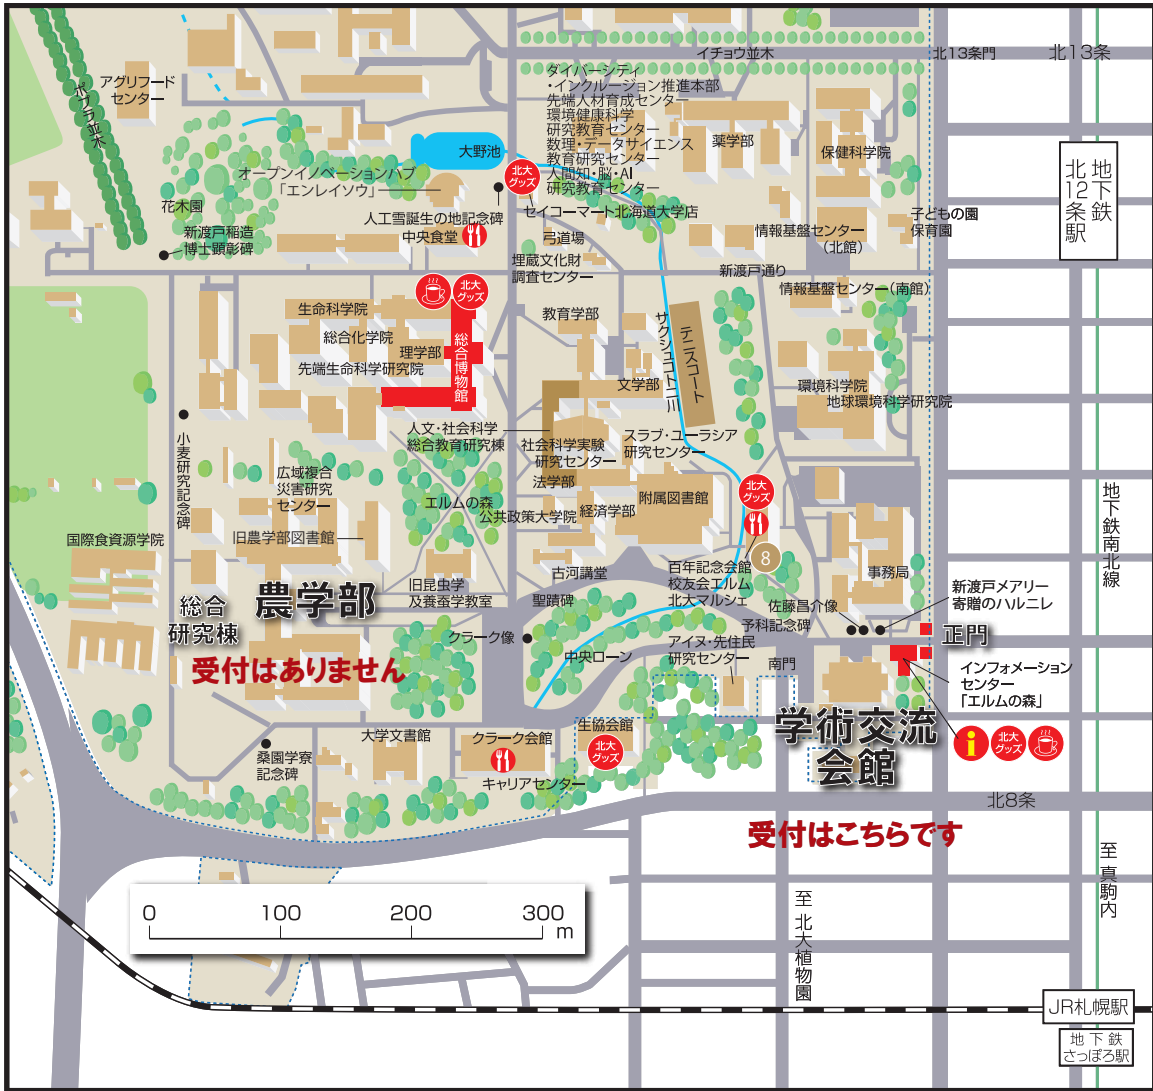 イチョウ並木
北13条門
北13条
アグリフード
センター
ポプラ並木
ダイバーシティ
・インクルージョン推進本部
先端人材育成センター
環境健康科学
研究教育センター
数理・データサイエンス
教育研究センター
人間知・脳・AI
研究教育センター
薬学部
保健科学院
地下鉄
北12条駅
大野池
北大
グッズ
オープンイノベーションハブ
「エンレイソウ」
花木園
人工雪誕生の地記念碑
セイコーマート北海道大学店
中央食堂
新渡戸稲造
博士顕彰碑
弓道場
埋蔵文化財
調査センター
情報基盤センター
(北館)
子どもの園
保育園
新渡戸通り
情報基盤センター(南館)
北大
グッズ
生命科学院
総合化学院
理学部
先端生命科学研究院
総合博物館
教育学部
サクシュコトニ川
テニスコート
文学部
環境科学院
地球環境科学研究院
人文・社会科学
総合教育研究棟
社会科学実験
研究センター
スラブ・ユーラシア
研究センター
小麦研究記念碑
広域複合
災害研究
センター
エルムの森
法学部
公共政策大学院
経済学部
附属図書館
北大
グッズ
地下鉄南北線
旧農学部図書館
国際食資源学院
8
事務局
古河講堂
百年記念会館
校友会エルム
北大マルシェ
旧昆虫学
及養蚕学教室
聖蹟碑
佐藤昌介像
予科記念碑
新渡戸メアリー
寄贈のハルニレ
農学部
総合
研究棟
受付はありません
クラーク像
中央ローン
アイヌ・先住民
研究センター
南門
正門
インフォメーション
センター
「エルムの森」
i
北大
グッズ
学術交流
会館
大学文書館
クラーク会館
生協会館
北大
グッズ
桑園学寮
記念碑
キャリアセンター
北8条
受付はこちらです
至 真駒内
0 100 200 300
m
至 北大植物園
JR札幌駅
地下鉄
さっぽろ駅